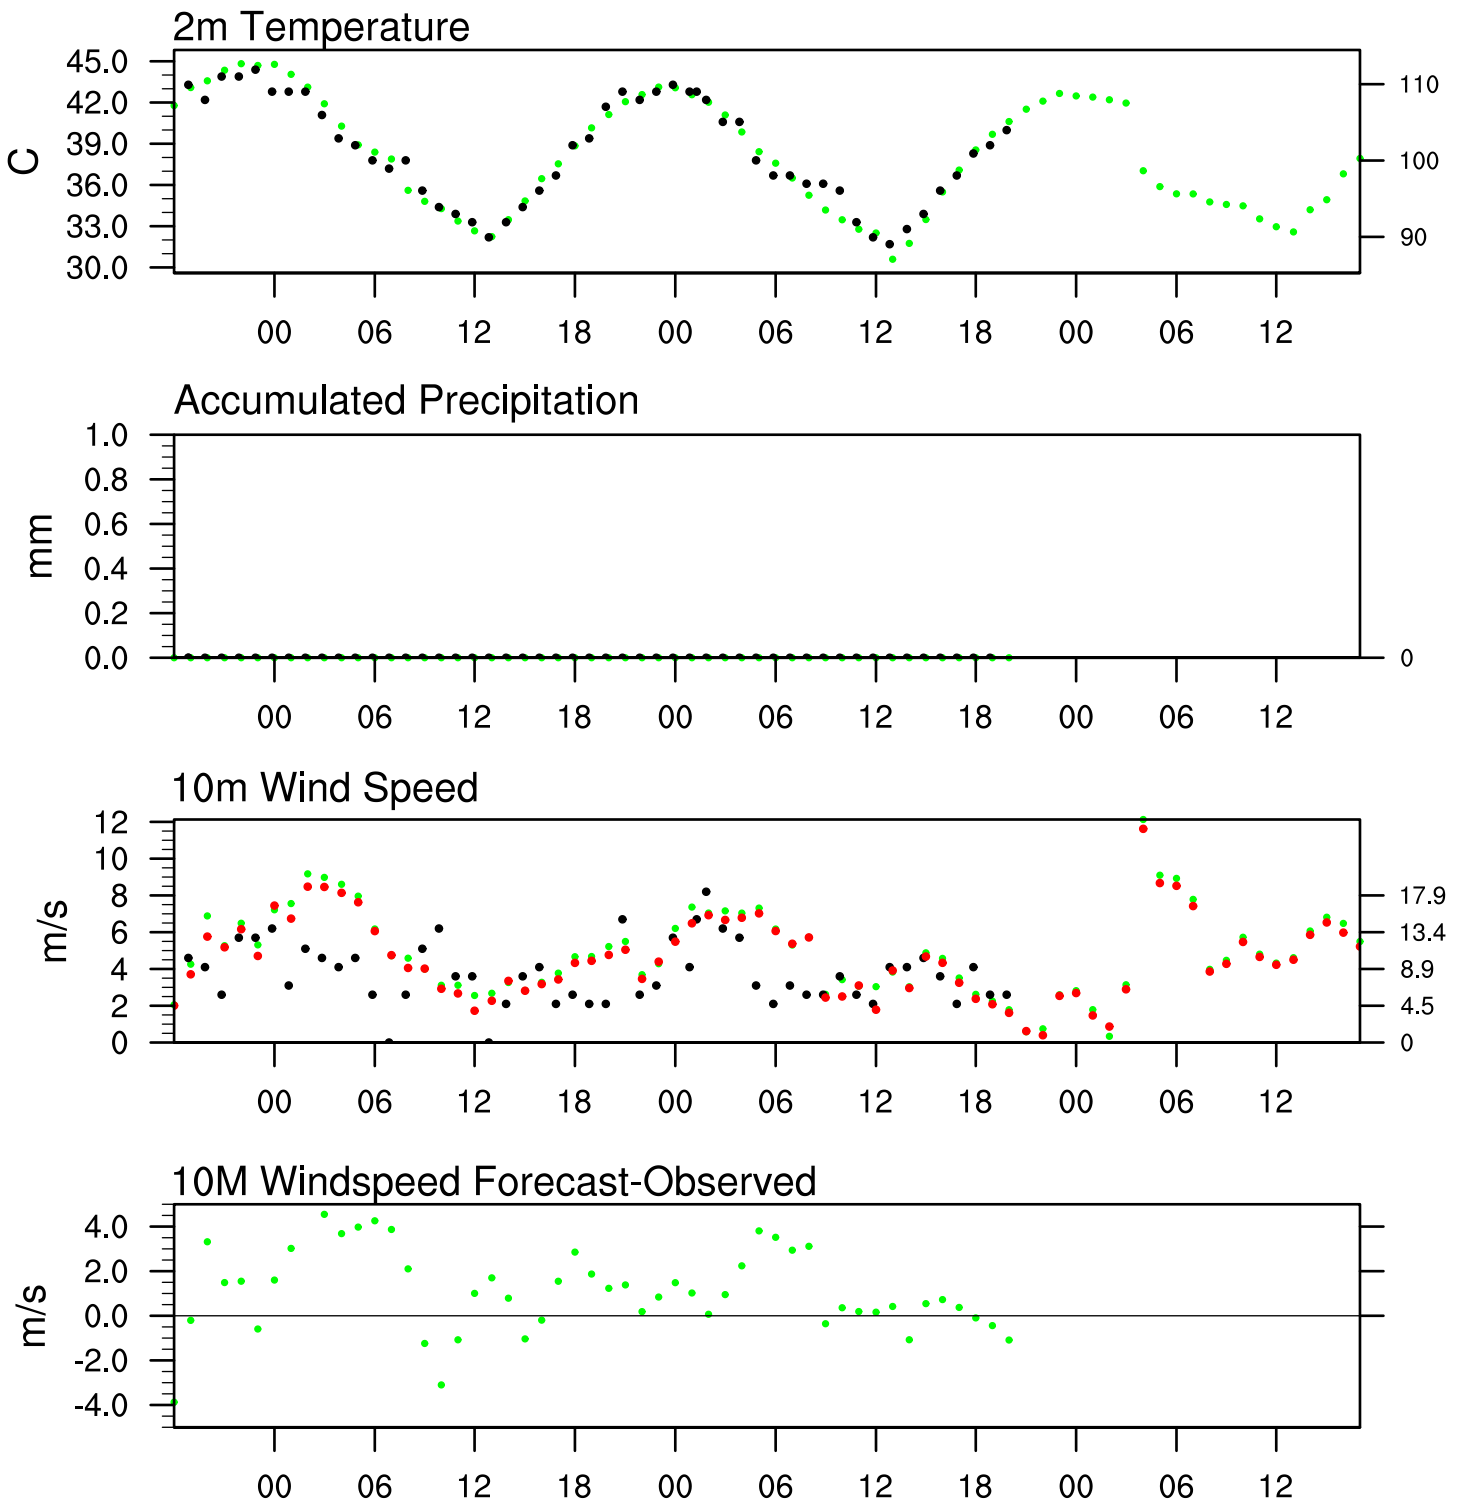 2m Temperature
45.0
42.0
39.0
36.0
33.0
30.0
C
110
100
90
00 06 12 18 00 06 12 18 00 06 12
Accumulated Precipitation
1.0
0.8
0.6
0.4
0.2
0.0
mm
0
00 06 12 18 00 06 12 18 00 06 12
10m Wind Speed
12
10
8
6
4
2
0
m/s
17.9
13.4
8.9
4.5
0
00 06 12 18 00 06 12 18 00 06 12
10M Windspeed Forecast-Observed
4.0
2.0
0.0
-2.0
-4.0
m/s
00 06 12 18 00 06 12 18 00 06 12